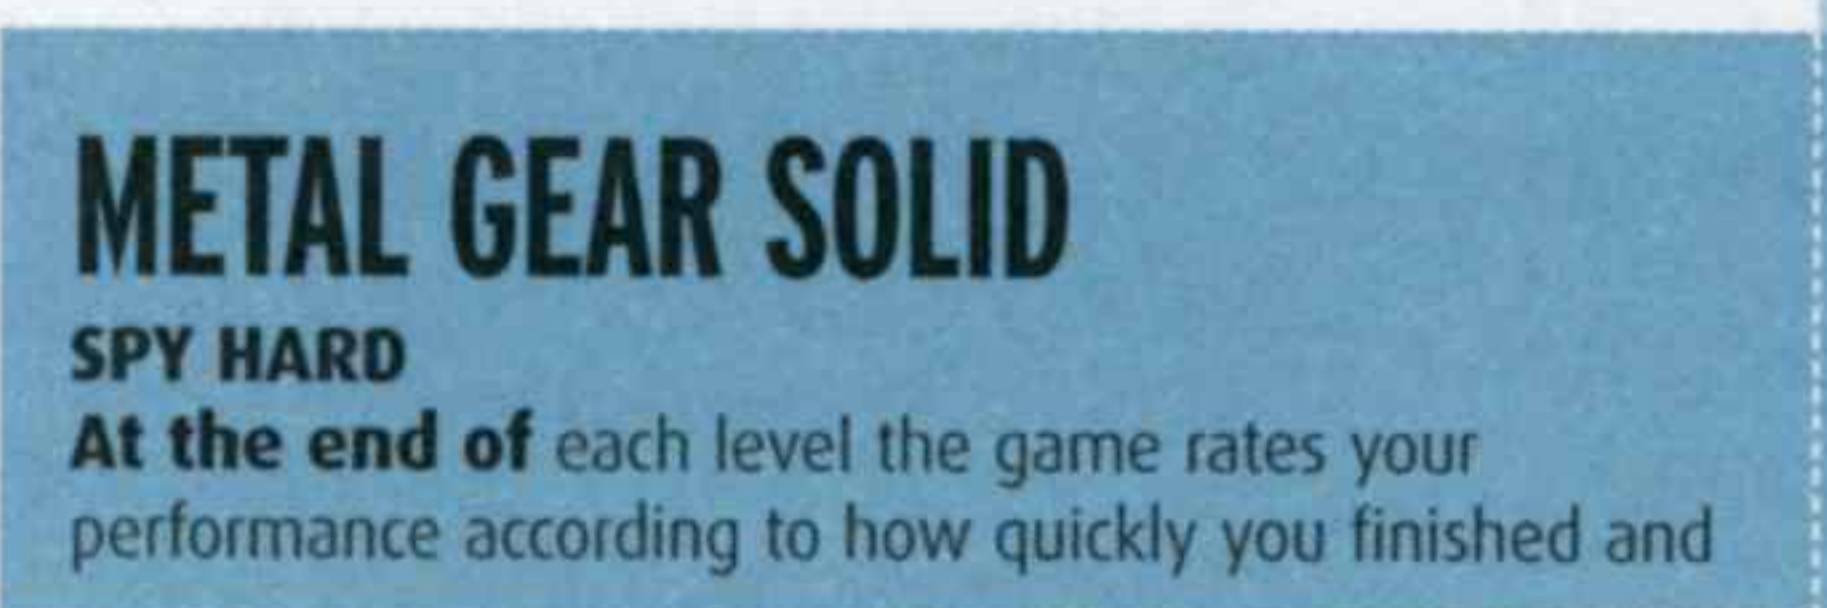 METAL GEAR SOLID
SPY HARD
At the end of each level the game rates your
performance according to how quickly you finished and